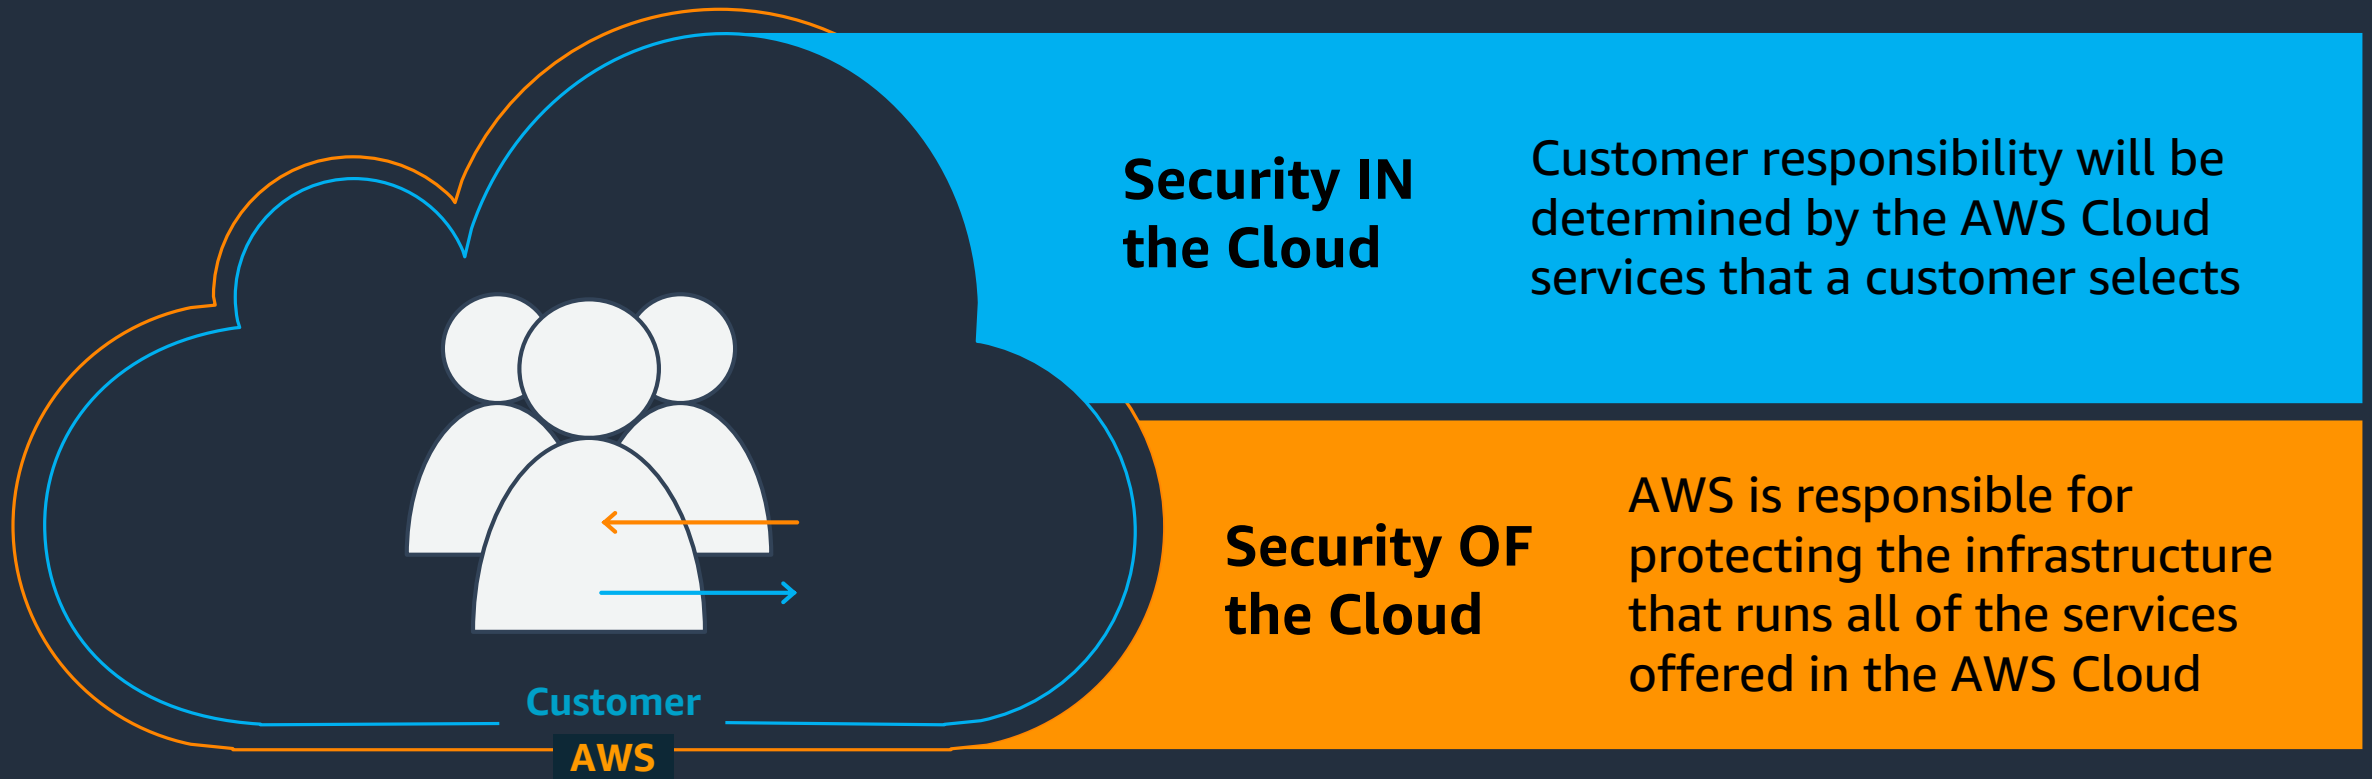 Security IN
the Cloud
Customer responsibility will be
determined by the AWS Cloud
services that a customer selects
Security OF
the Cloud
AWS is responsible for
protecting the infrastructure
that runs all of the services
offered in the AWS Cloud
Customer
AWS